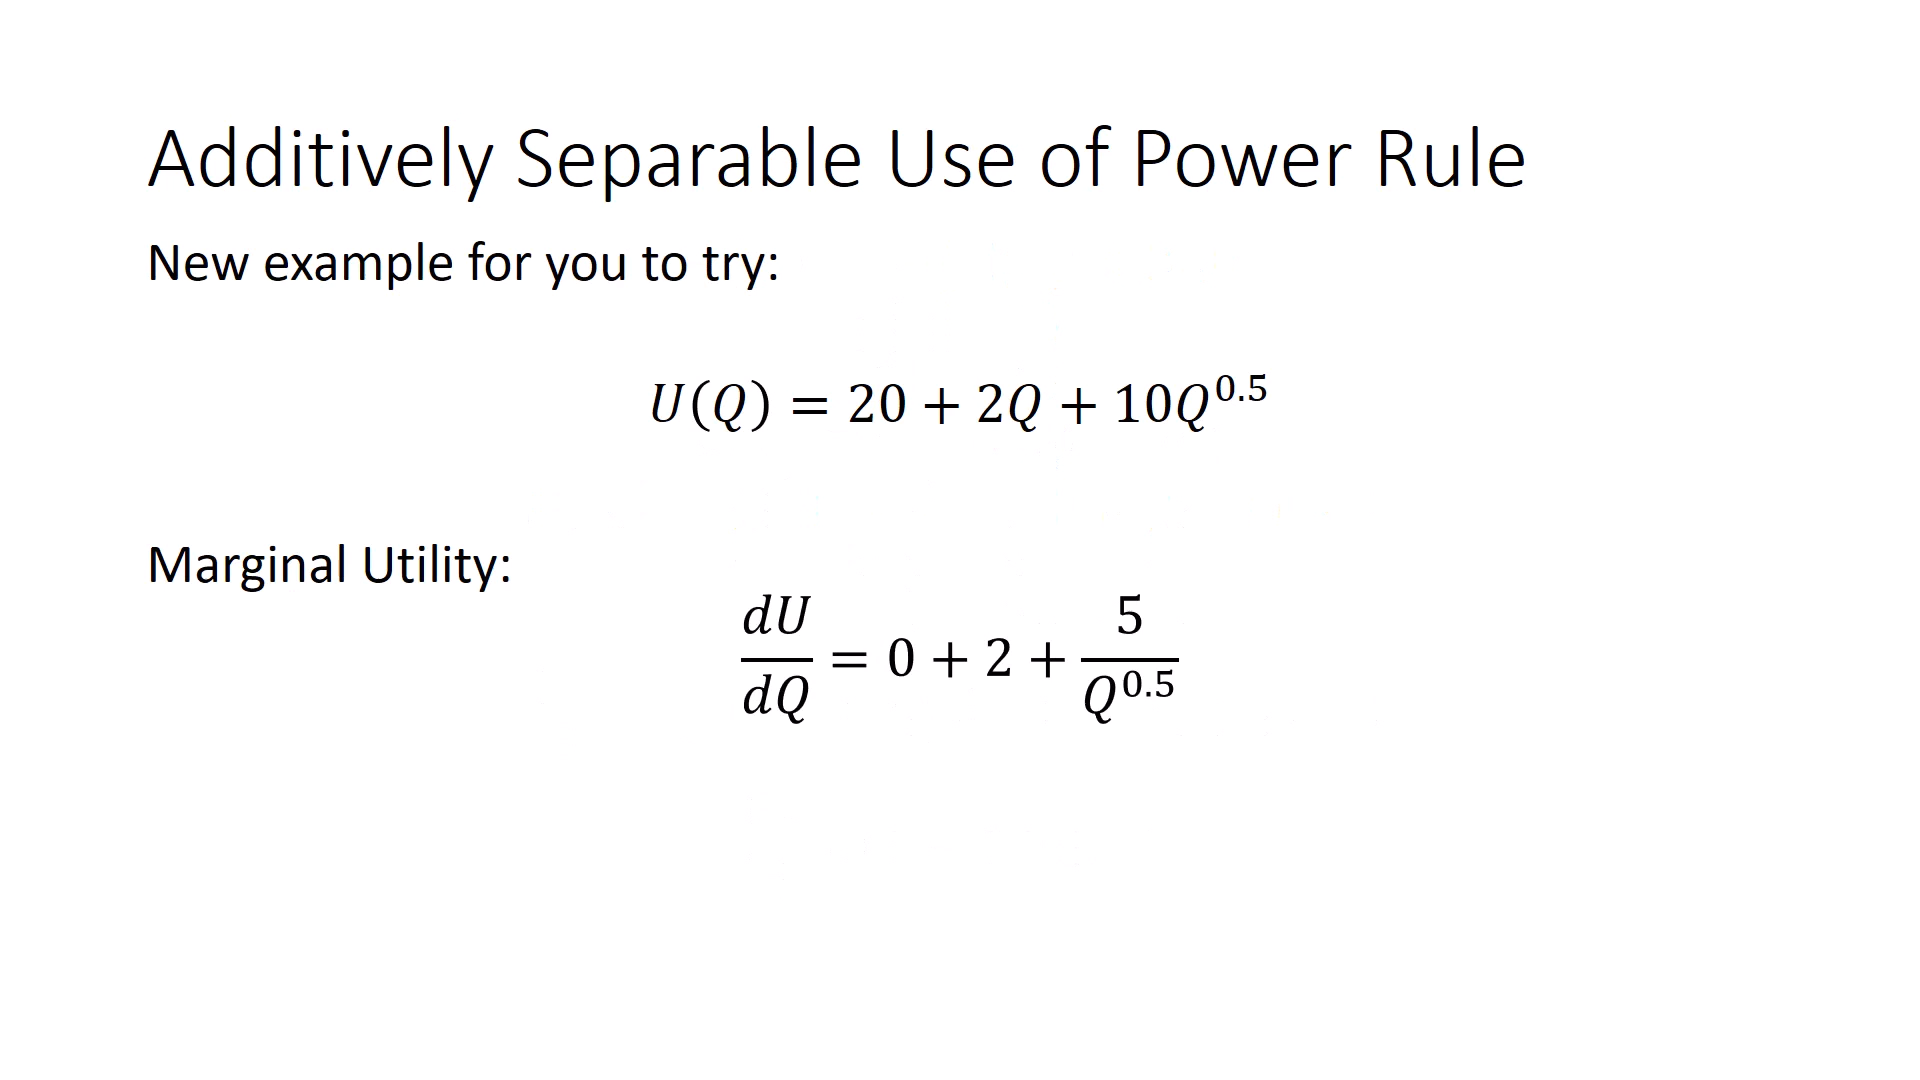 Additively Separable Use of Power Rule
New example for you to try:
U(Q) = 20 + 2Q + 10Q^0.5
Marginal Utility:
dU/dQ = 0 + 2 + 5/Q^0.5